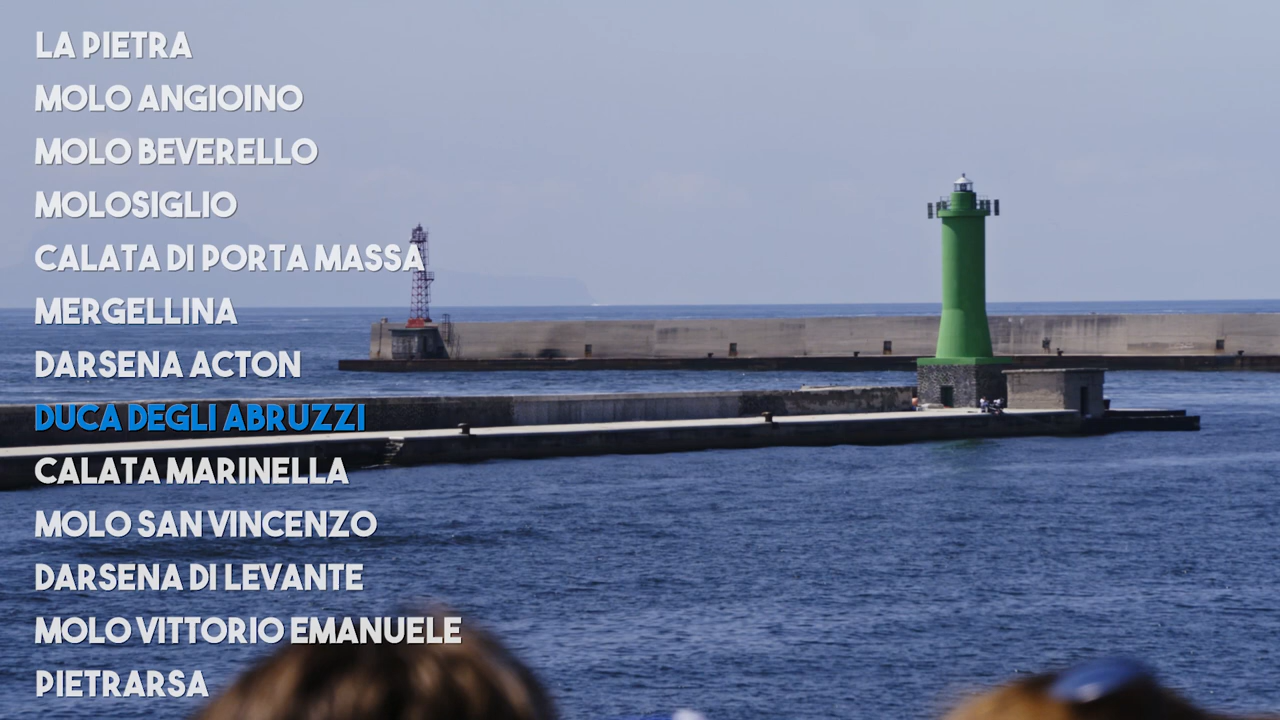 LA PIETRA
MOLO ANGIOINO
MOLO BEVERELLO
MOLOSIGLIO
CALATA DI PORTA MASSA
MERGELLINA
DARSENA ACTON
DUCA DEGLI ABRUZZI
CALATA MARINELLA
MOLO SAN VINCENZO
DARSENA DI LEVANTE
MOLO VITTORIO EMANUELE
PIETRARSA